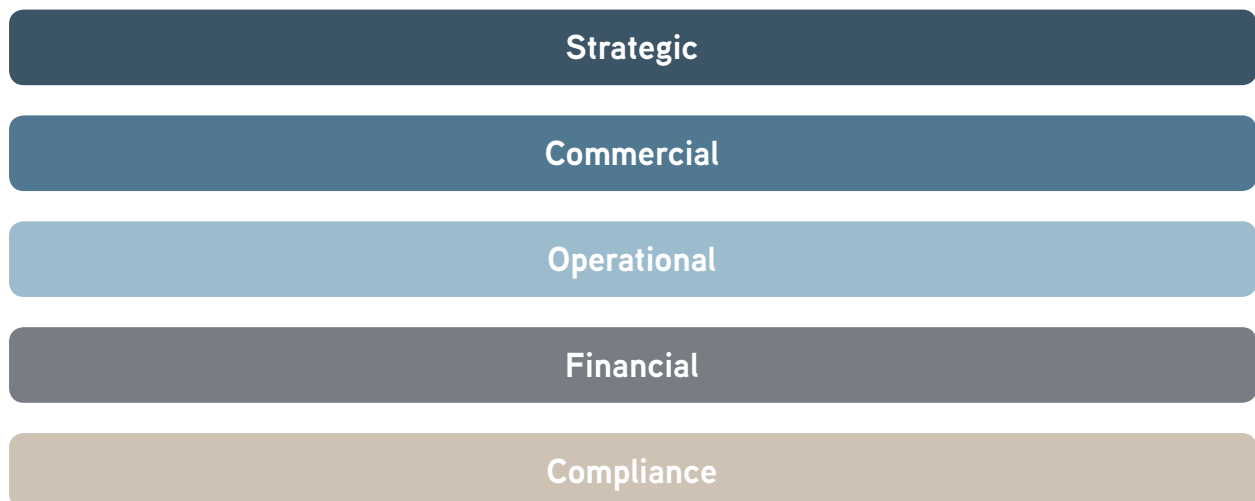 Strategic
Commercial
Operational
Financial
Compliance